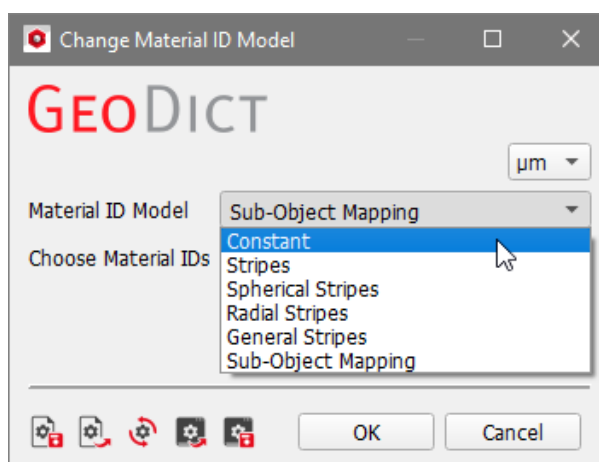 Change Material ID Model
GEODICT
µm
Material ID Model
Sub-Object Mapping
Choose Material IDs
Constant
Stripes
Spherical Stripes
Radial Stripes
General Stripes
Sub-Object Mapping
OK
Cancel